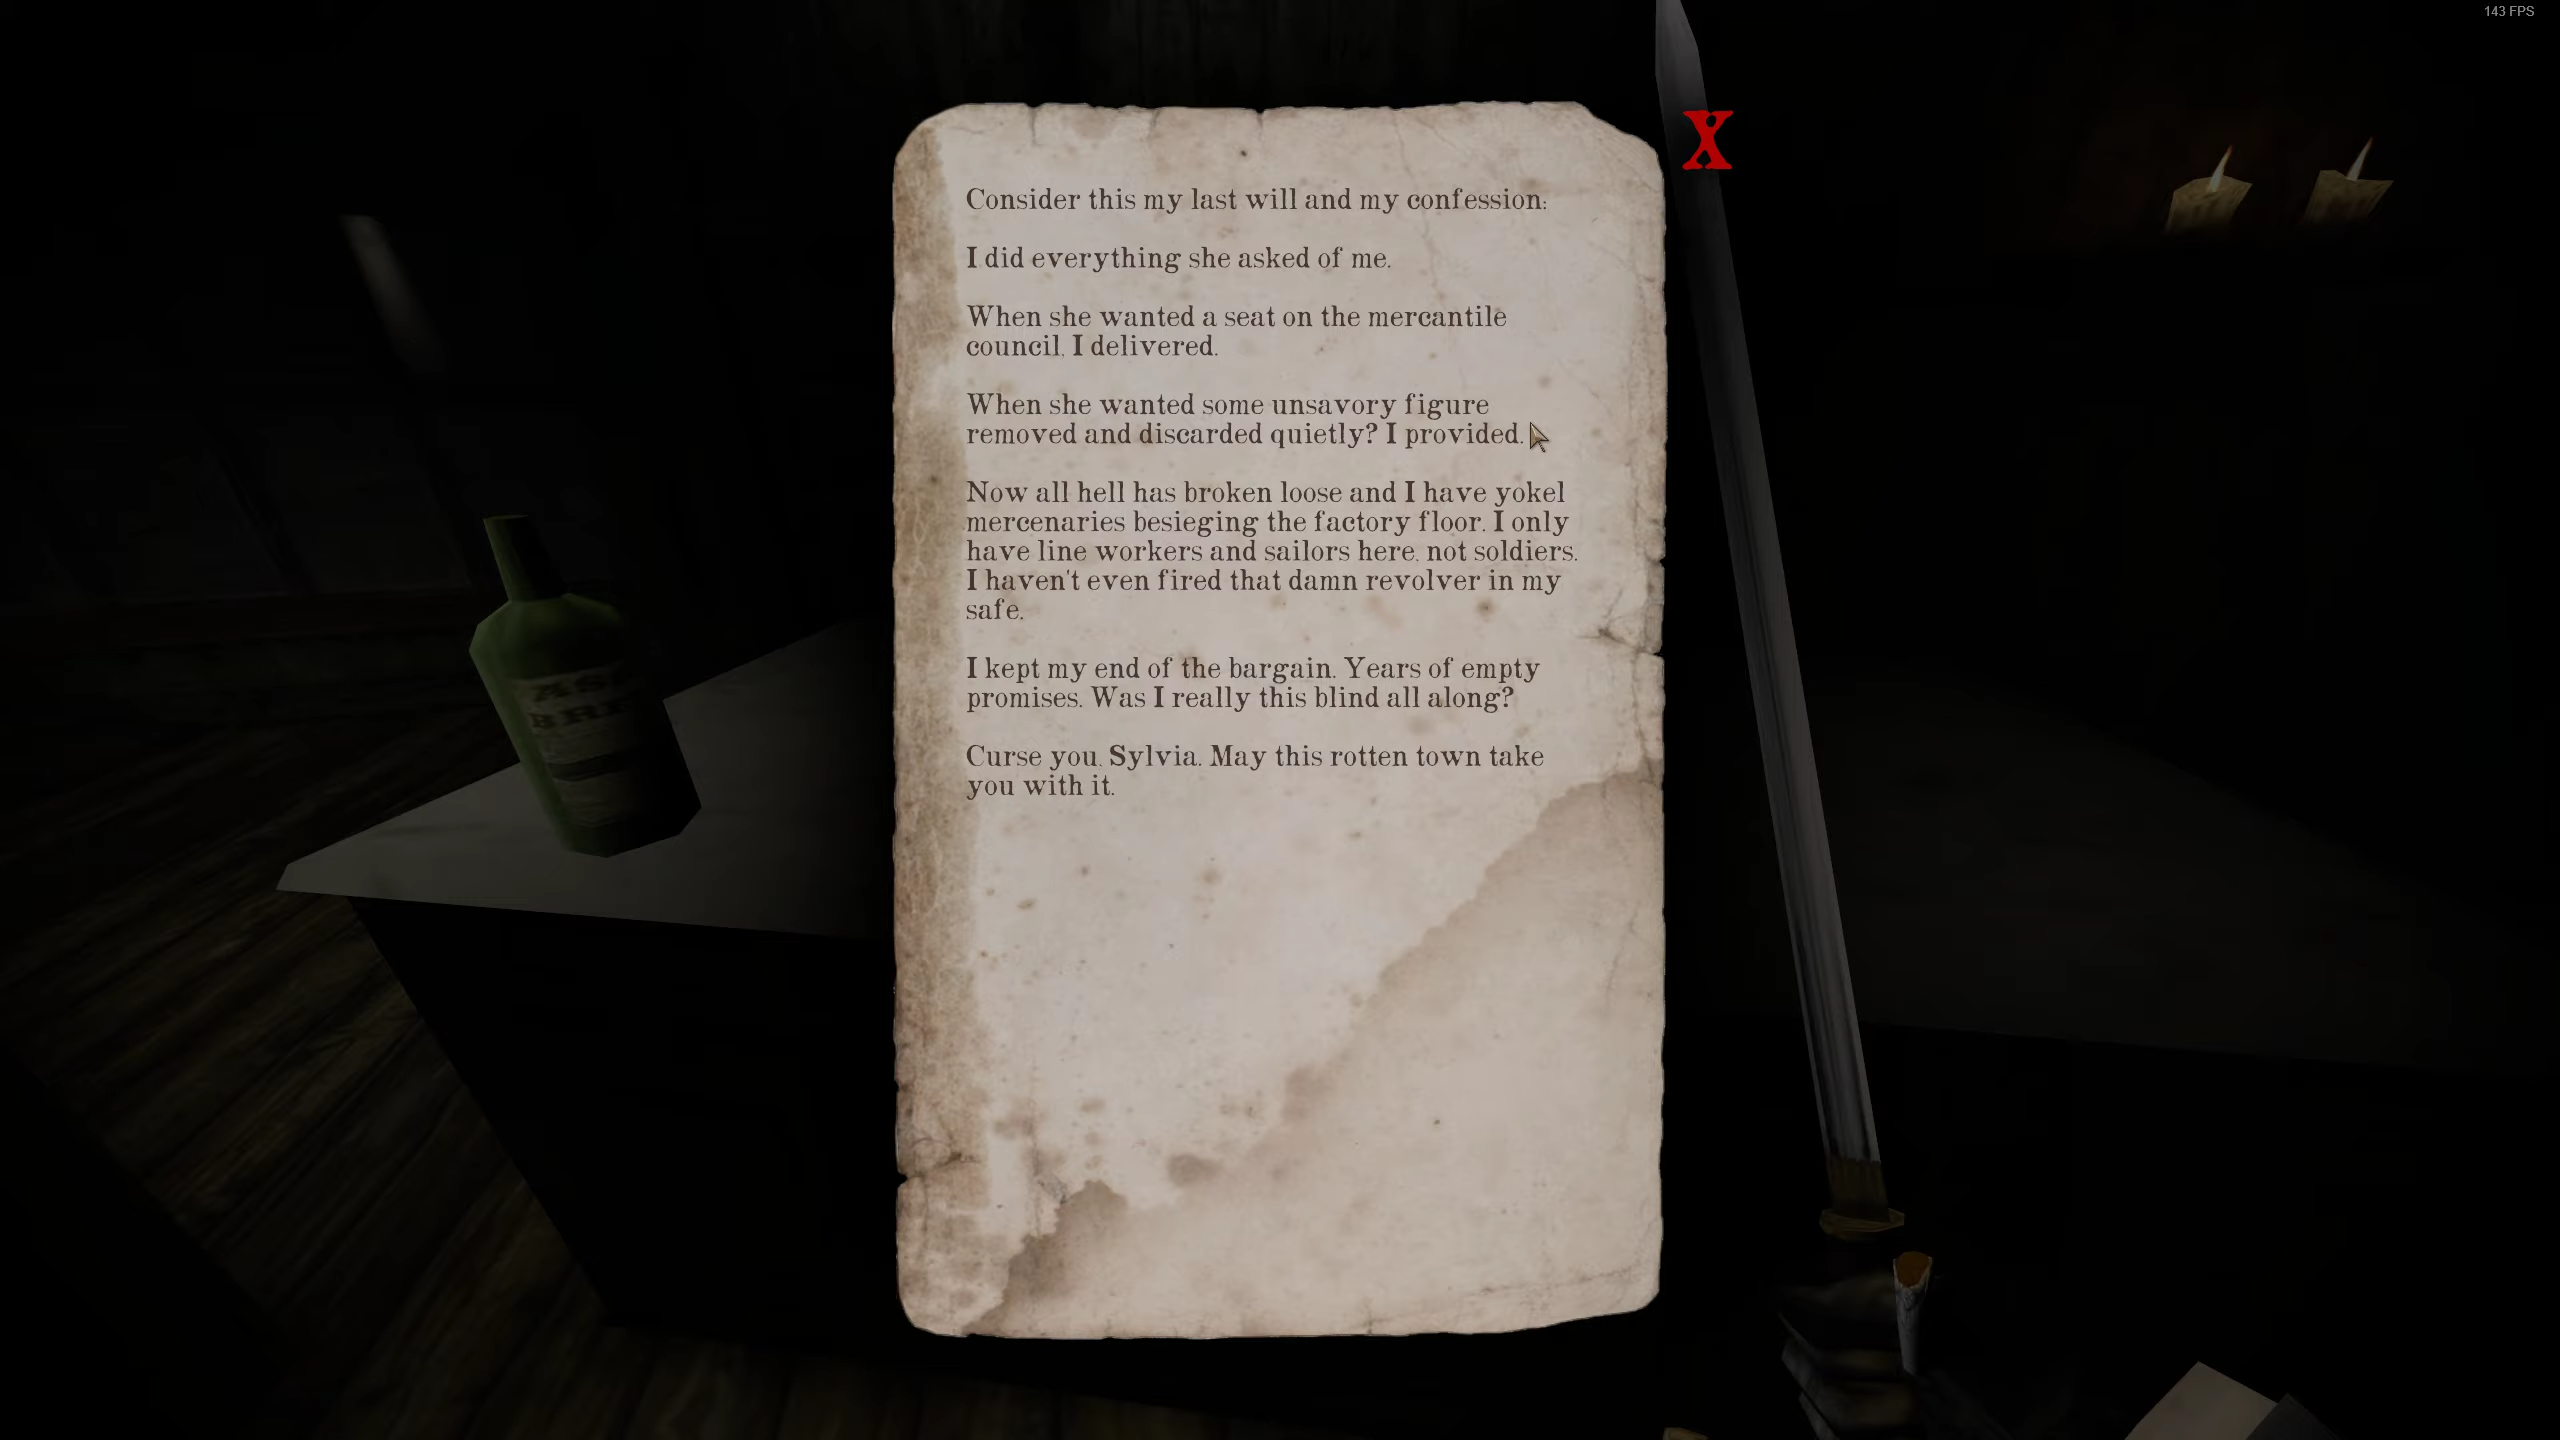 143 FPS
X
Consider this my last will and my confession:
I did everything she asked of me.
When she wanted a seat on the mercantile
council, I delivered.
When she wanted some unsavory figure
removed and discarded quietly? I provided.
Now all hell has broken loose and I have yokel
mercenaries besieging the factory floor. I only
have line workers and sailors here, not soldiers.
I haven't even fired that damn revolver in my
safe.
I kept my end of the bargain. Years of empty
promises. Was I really this blind all along?
Curse you, Sylvia. May this rotten town take
you with it.